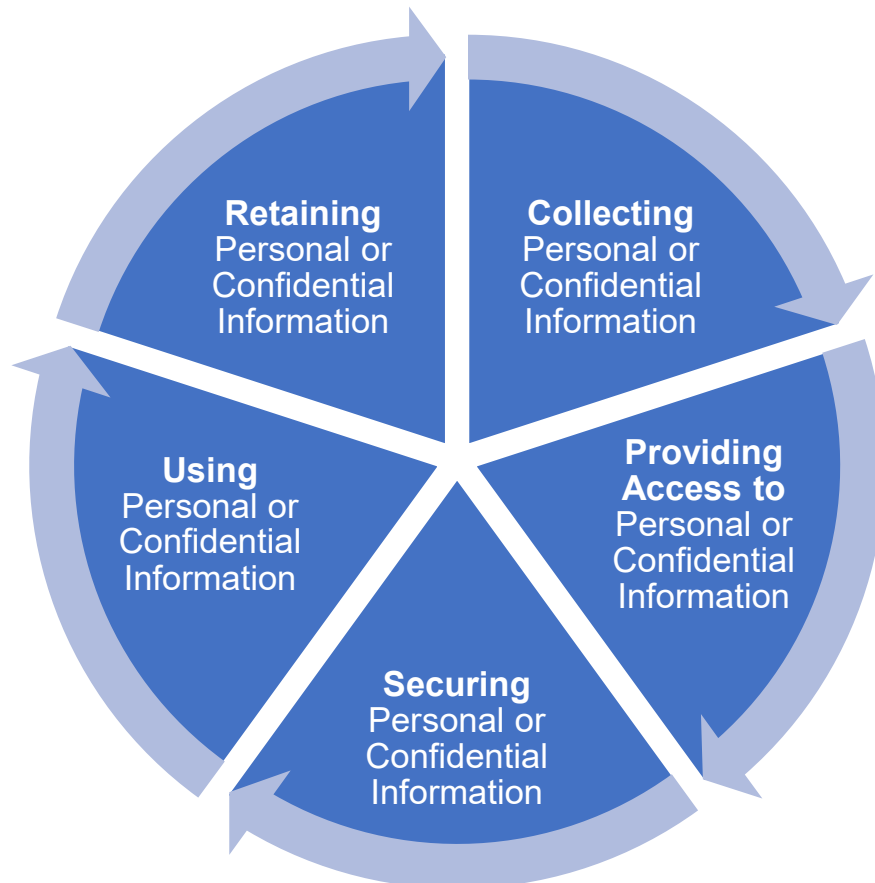 Collecting
Personal or
Confidential
Information
Providing
Access to
Personal or
Confidential
Information
Securing
Personal or
Confidential
Information
Using
Personal or
Confidential
Information
Retaining
Personal or
Confidential
Information